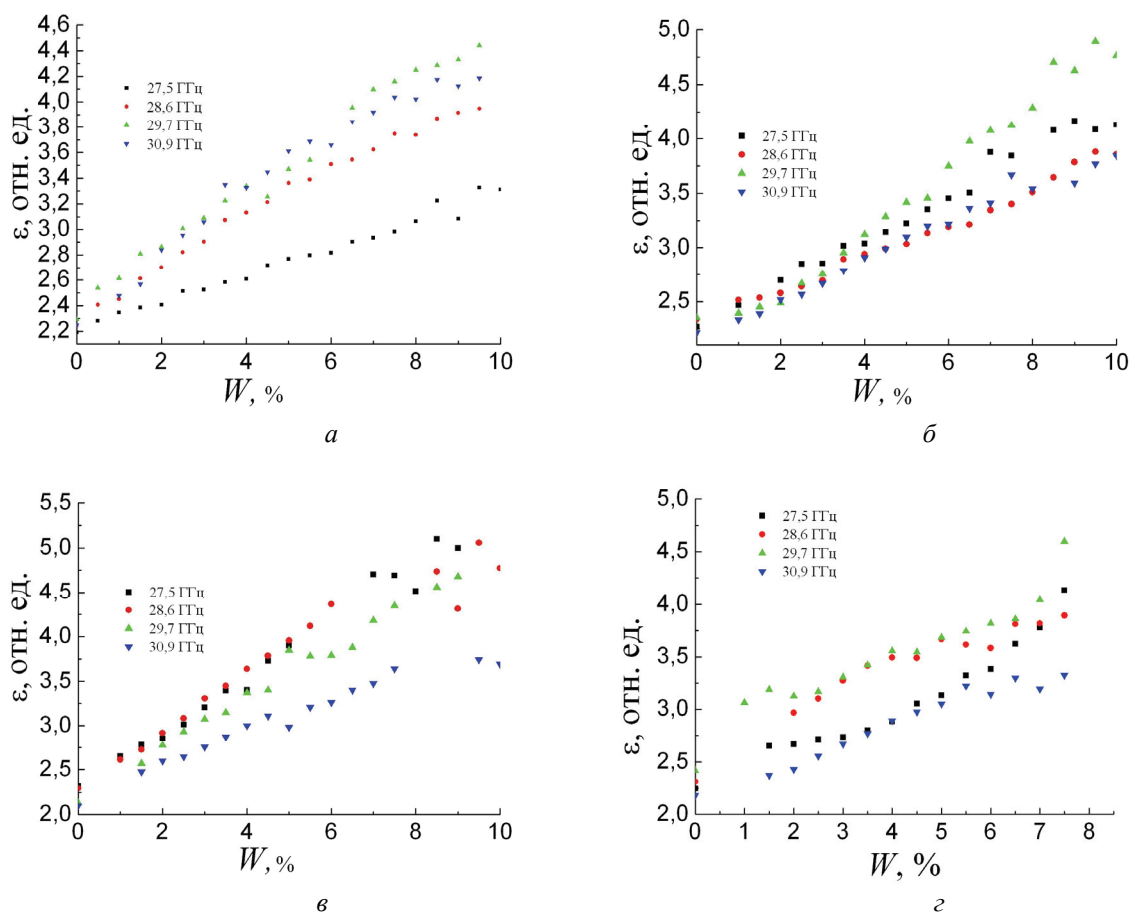 4,6
4,4
4,2
4,0
3,8
3,6
3,4
3,2
3,0
2,8
2,6
2,4
2,2
ε, отн. ед.
27,5 ГГц
28,6 ГГц
29,7 ГГц
30,9 ГГц
0 2 4 6 8 10
W, %
а
5,0
4,5
4,0
3,5
3,0
2,5
ε, отн. ед.
27,5 ГГц
28,6 ГГц
29,7 ГГц
30,9 ГГц
0 2 4 6 8 10
W, %
б
5,5
5,0
4,5
4,0
3,5
3,0
2,5
2,0
ε, отн. ед.
27,5 ГГц
28,6 ГГц
29,7 ГГц
30,9 ГГц
0 2 4 6 8 10
W, %
в
5,0
4,5
4,0
3,5
3,0
2,5
2,0
ε, отн. ед.
27,5 ГГц
28,6 ГГц
29,7 ГГц
30,9 ГГц
0 1 2 3 4 5 6 7 8
W, %
г